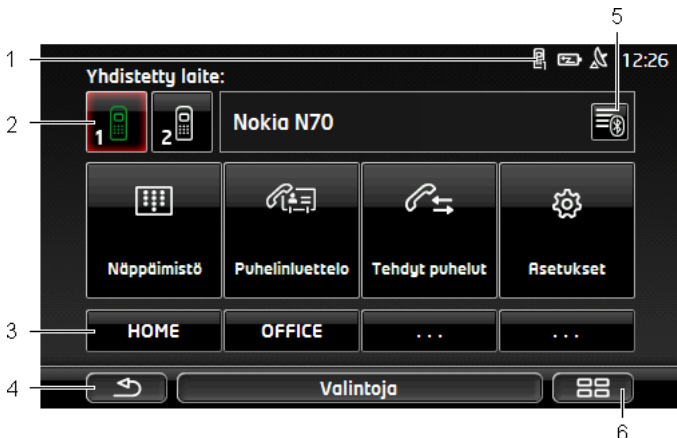 5
1
12:26
Yhdistetty laite:
2
1
2
Nokia N70
Näppäimistö
Puhelinluettelo
Tehdyt puhelut
Asetukset
3
HOME
OFFICE
...
...
4
Valintoja
6